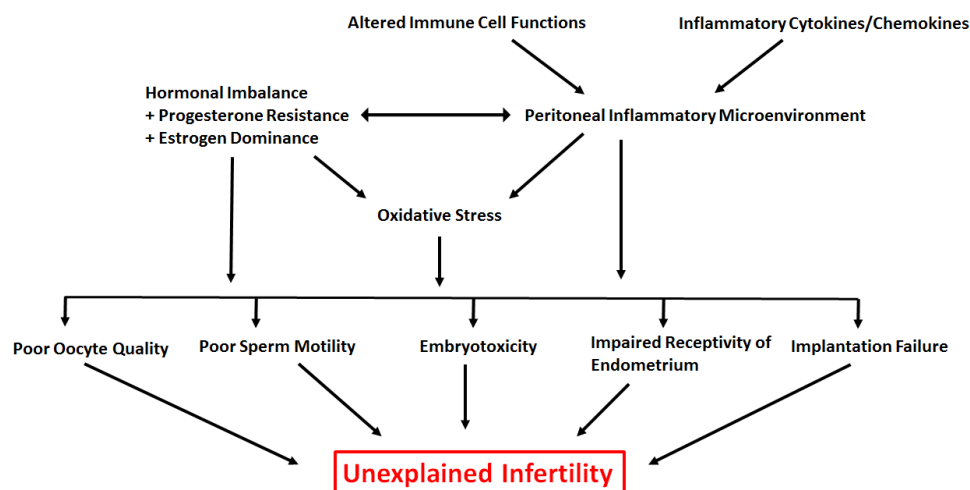 Altered Immune Cell Functions
Inflammatory Cytokines/Chemokines
Hormonal Imbalance
+ Progesterone Resistance
+ Estrogen Dominance
Peritoneal Inflammatory Microenvironment
Oxidative Stress
Poor Oocyte Quality
Poor Sperm Motility
Embryotoxicity
Impaired Receptivity of
Endometrium
Implantation Failure
Unexplained Infertility